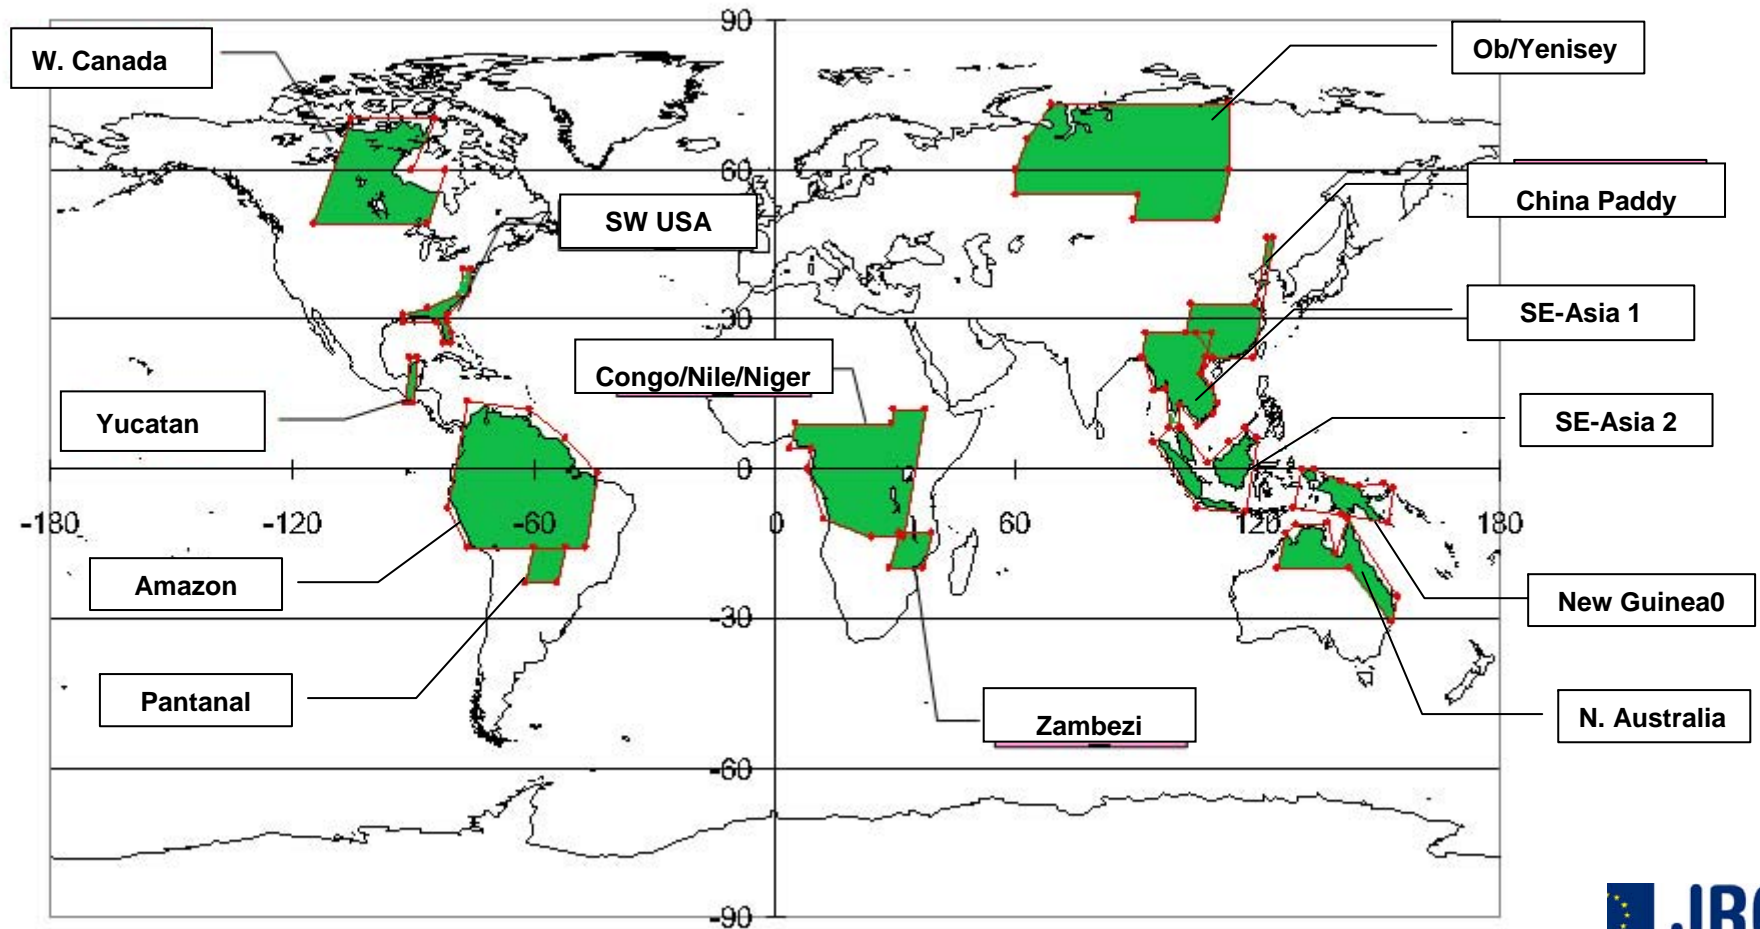 90
W. Canada
Ob/Yenisey
60
China Paddy
SW USA
30
SE-Asia 1
Congo/Nile/Niger
Yucatan
SE-Asia 2
0
-180
-120
-60
0
60
120
180
Amazon
New Guinea0
-30
Pantanal
Zambezi
N. Australia
-60
-90